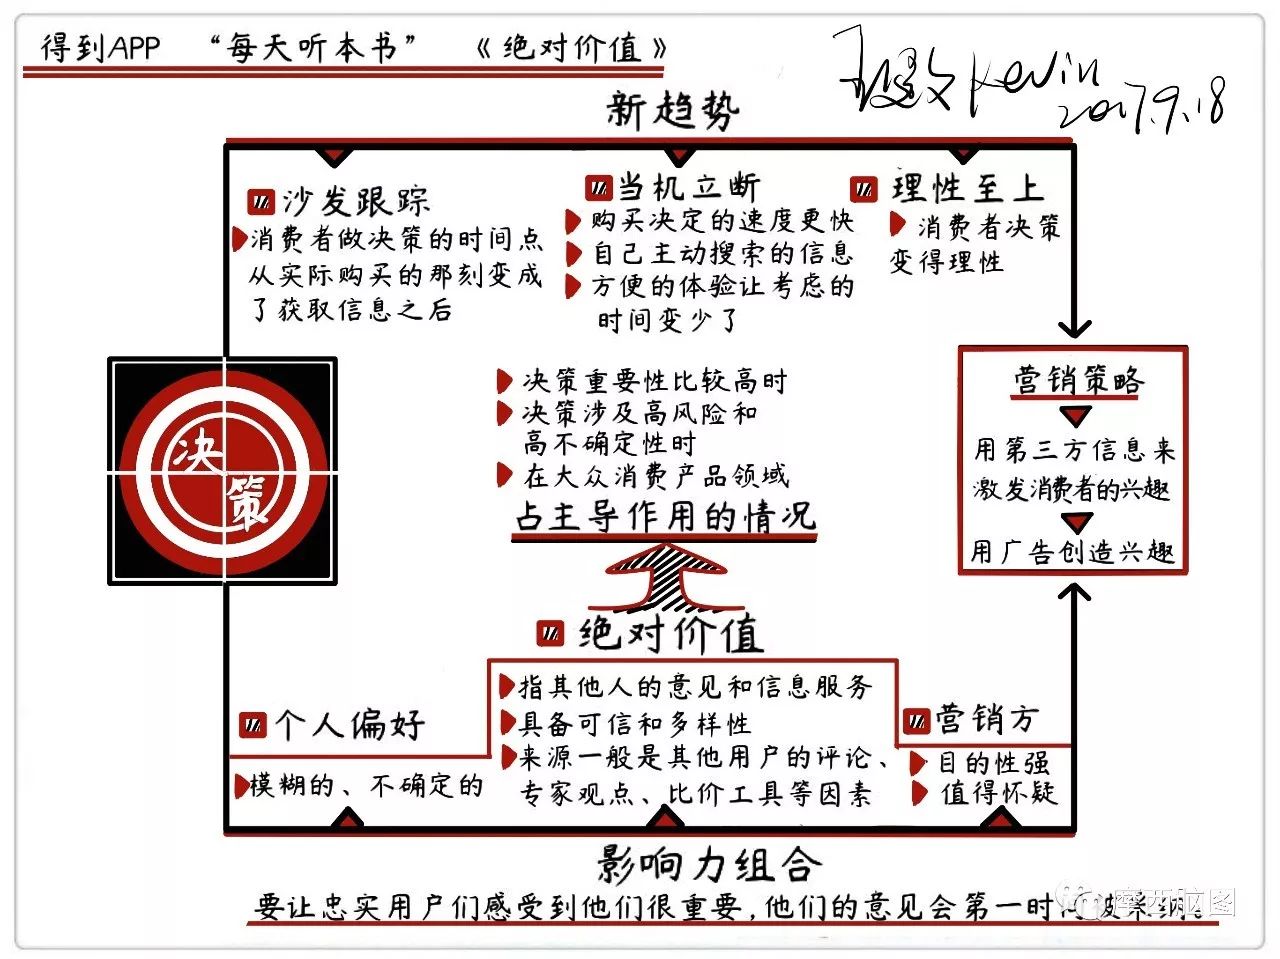 得到APP “每天听本书” 《绝对价值》
Kevin
2017.9.18
新趋势
沙发跟踪
消费者做决策的时间点
从实际购买的那刻变成
了获取信息之后
当机立断
购买决定的速度更快
自己主动搜索的信息
方便的体验让考虑的
时间变少了
理性至上
消费者决策
变得理性
决策
决策重要性比较高时
决策涉及高风险和
高不确定性时
在大众消费产品领域
占主导作用的情况
营销策略
用第三方信息来
激发消费者的兴趣
用广告创造兴趣
绝对价值
指其他人的意见和信息服务
具备可信和多样性
来源一般是其他用户的评论、
专家观点、比价工具等因素
个人偏好
模糊的、不确定的
营销方
目的性强
值得怀疑
影响力组合
要让忠实用户们感受到他们很重要,他们的意见会第一时间被采纳。
摩西脑图